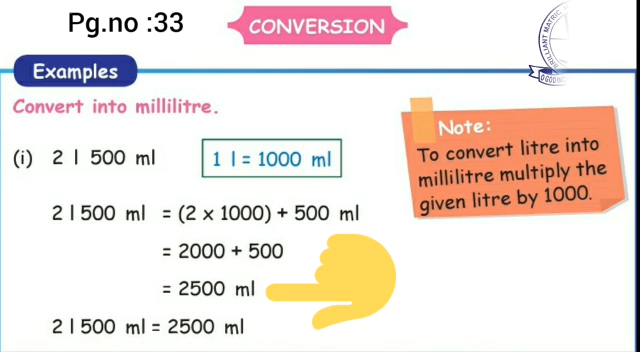 Pg.no :33
CONVERSION
BRILLIANT MATRIC
Examples
Convert into millilitre.
Note:
To convert litre into
millilitre multiply the
given litre by 1000.
(i) 2 l 500 ml
1 l = 1000 ml
2 l 500 ml = (2 x 1000) + 500 ml
= 2000 + 500
= 2500 ml
2 l 500 ml = 2500 ml